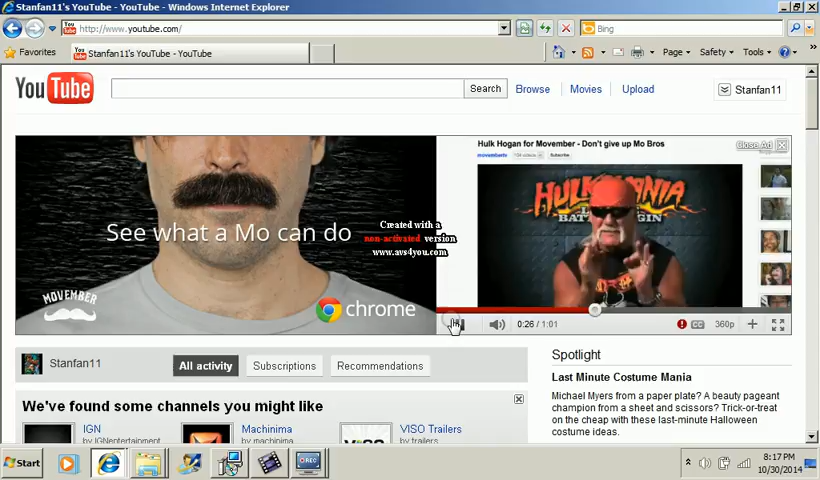 Stanfan11's YouTube - YouTube - Windows Internet Explorer
http://www.youtube.com/
Bing
Favorites
Stanfan11's YouTube - YouTube
Page
Safety
Tools
YouTube
Search
Browse
Movies
Upload
Stanfan11
See what a Mo can do
MOVEMBER
chrome
Created with a
non-activated version
www.avs4you.com
Hulk Hogan for Movember - Don't give up Mo Bros
Close Ad
Subscribe
HULKMANIA
0:26 / 1:01
CC
360p
Stanfan11
All activity
Subscriptions
Recommendations
We've found some channels you might like
IGN
by IGNentertainment
Machinima
by machinima
VISO
VISO Trailers
by trailers
Spotlight
Last Minute Costume Mania
Michael Myers from a paper plate? A beauty pageant
champion from a sheet and scissors? Trick-or-treat
on the cheap with these last-minute Halloween
costume ideas.
Start
REC
8:17 PM
10/30/2014